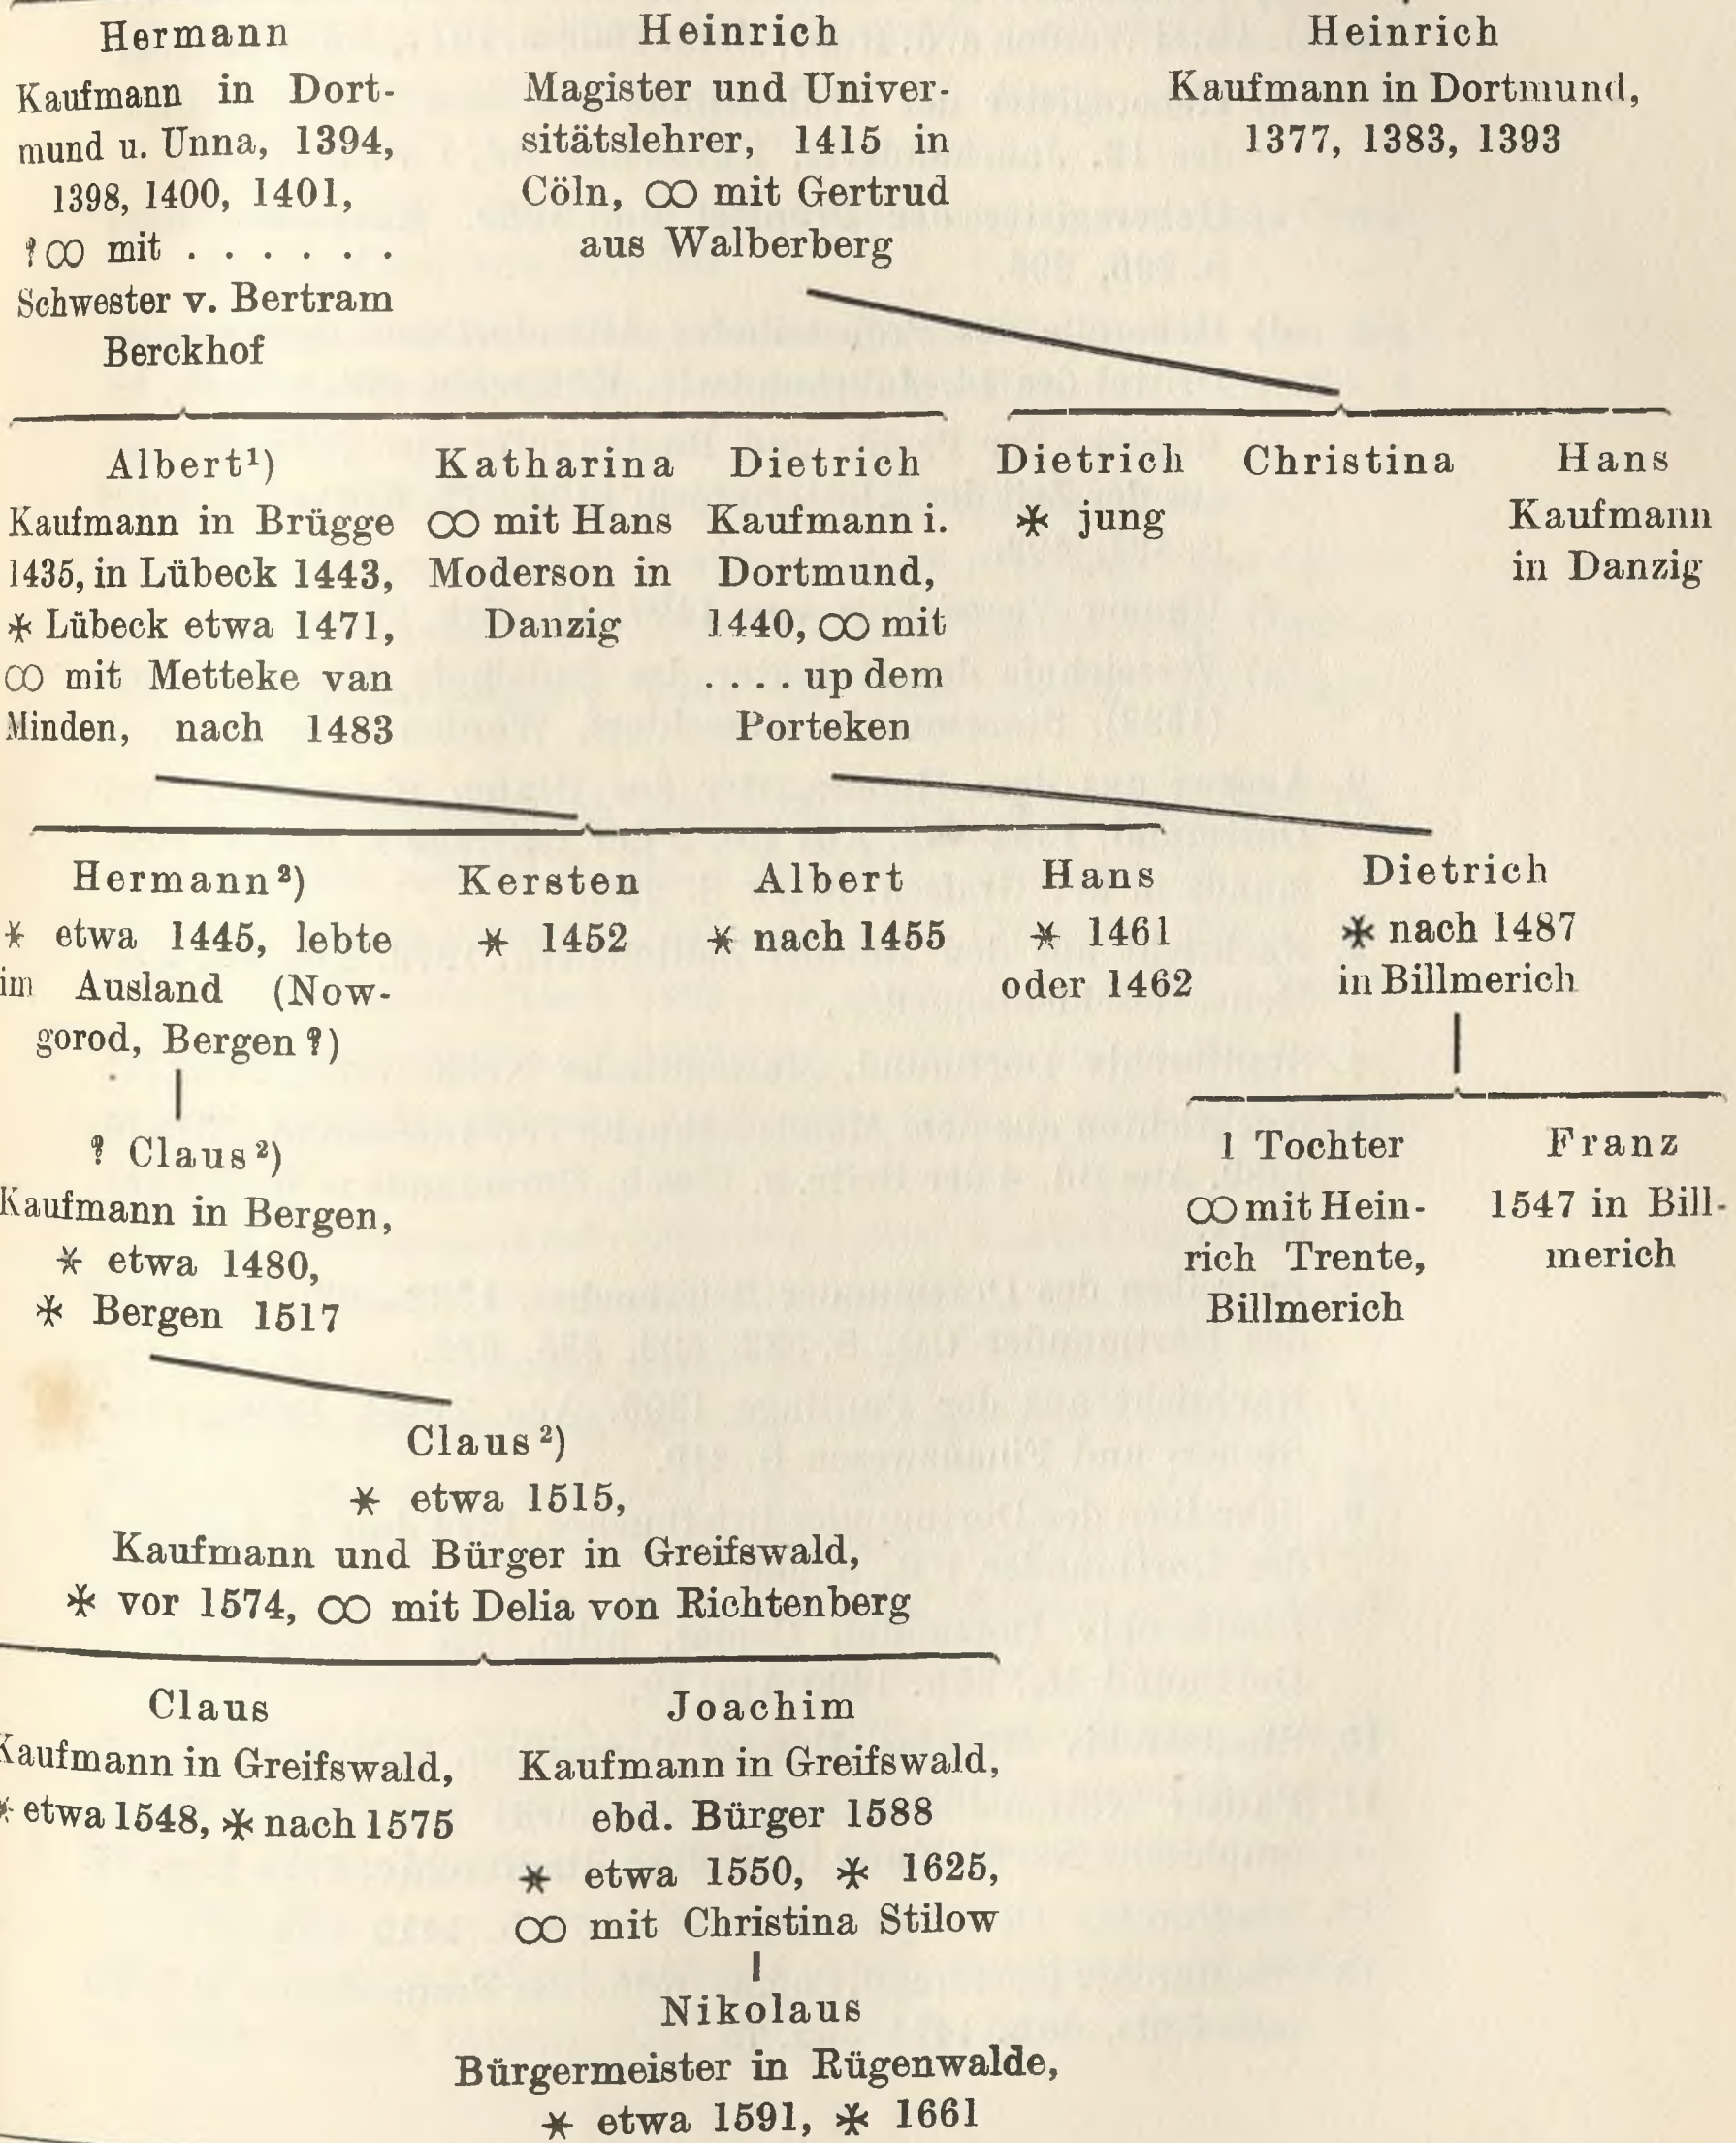 Hermann
Kaufmann in Dort-
mund u. Unna, 1394,
1398, 1400, 1401,
? ∞ mit . . . . . .
Schwester v. Bertram
Berckhof
Heinrich
Magister und Univer-
sitätslehrer, 1415 in
Cöln, ∞ mit Gertrud
aus Walberberg
Heinrich
Kaufmann in Dortmund,
1377, 1383, 1393
Albert¹)
Kaufmann in Brügge
1435, in Lübeck 1443,
✲ Lübeck etwa 1471,
∞ mit Metteke van
Minden, nach 1483
Katharina
∞ mit Hans
Moderson in
Danzig
Dietrich
Kaufmann i.
Dortmund,
1440, ∞ mit
. . . . up dem
Porteken
Dietrich
✲ jung
Christina
Hans
Kaufmann
in Danzig
Hermann²)
* etwa 1445, lebte
im Ausland (Now-
gorod, Bergen ?)
Kersten
* 1452
Albert
* nach 1455
Hans
* 1461
oder 1462
Dietrich
✲ nach 1487
in Billmerich
? Claus²)
Kaufmann in Bergen,
* etwa 1480,
✲ Bergen 1517
1 Tochter
∞ mit Hein-
rich Trente,
Billmerich
Franz
1547 in Bill-
merich
Claus²)
* etwa 1515,
Kaufmann und Bürger in Greifswald,
✲ vor 1574, ∞ mit Delia von Richtenberg
Claus
Kaufmann in Greifswald,
* etwa 1548, ✲ nach 1575
Joachim
Kaufmann in Greifswald,
ebd. Bürger 1588
* etwa 1550, ✲ 1625,
∞ mit Christina Stilow
Nikolaus
Bürgermeister in Rügenwalde,
* etwa 1591, ✲ 1661